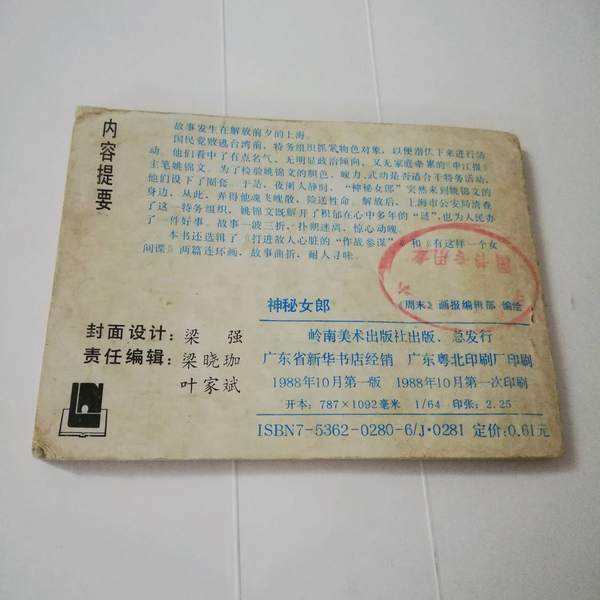 内容提要
故事发生在解放前夕的上海。
国民党败逃台湾前，特务组织抓紧物色对象，以便潜伏下来进行活
动。他们看中了有点名气、无明显政治倾向，又无家庭牵累的《申江报》
主笔姚锦文。为了检验姚锦文的胆色，魄力，武功是否适合干特务活动，
他们设下了圈套。于是，夜阑人静时，“神秘女郎”突然来到姚锦文的
身边，从此，弄得他魂飞魄散，险送性命。解放后，上海市公安局清查
了这一特务组织，姚锦文既解开了积郁在心中多年的“谜”，也为人民办
了一件好事。故事一波三折，扑朔迷离，惊心动魄。
本书还选辑了《打进敌人心脏的“作战参谋”》和《有这样一个女
间谍》两篇连环画，故事曲折，耐人寻味。
图书专用章
神秘女郎
《周末》画报编辑部 编绘
封面设计：梁 强
责任编辑：梁晓珈
叶家斌
岭南美术出版社出版、总发行
广东省新华书店经销 广东粤北印刷厂印刷
1988年10月第一版 1988年10月第一次印刷
开本：787×1092毫米 1/64 印张：2.25
ISBN7-5362-0280-6/J·0281 定价：0.61元